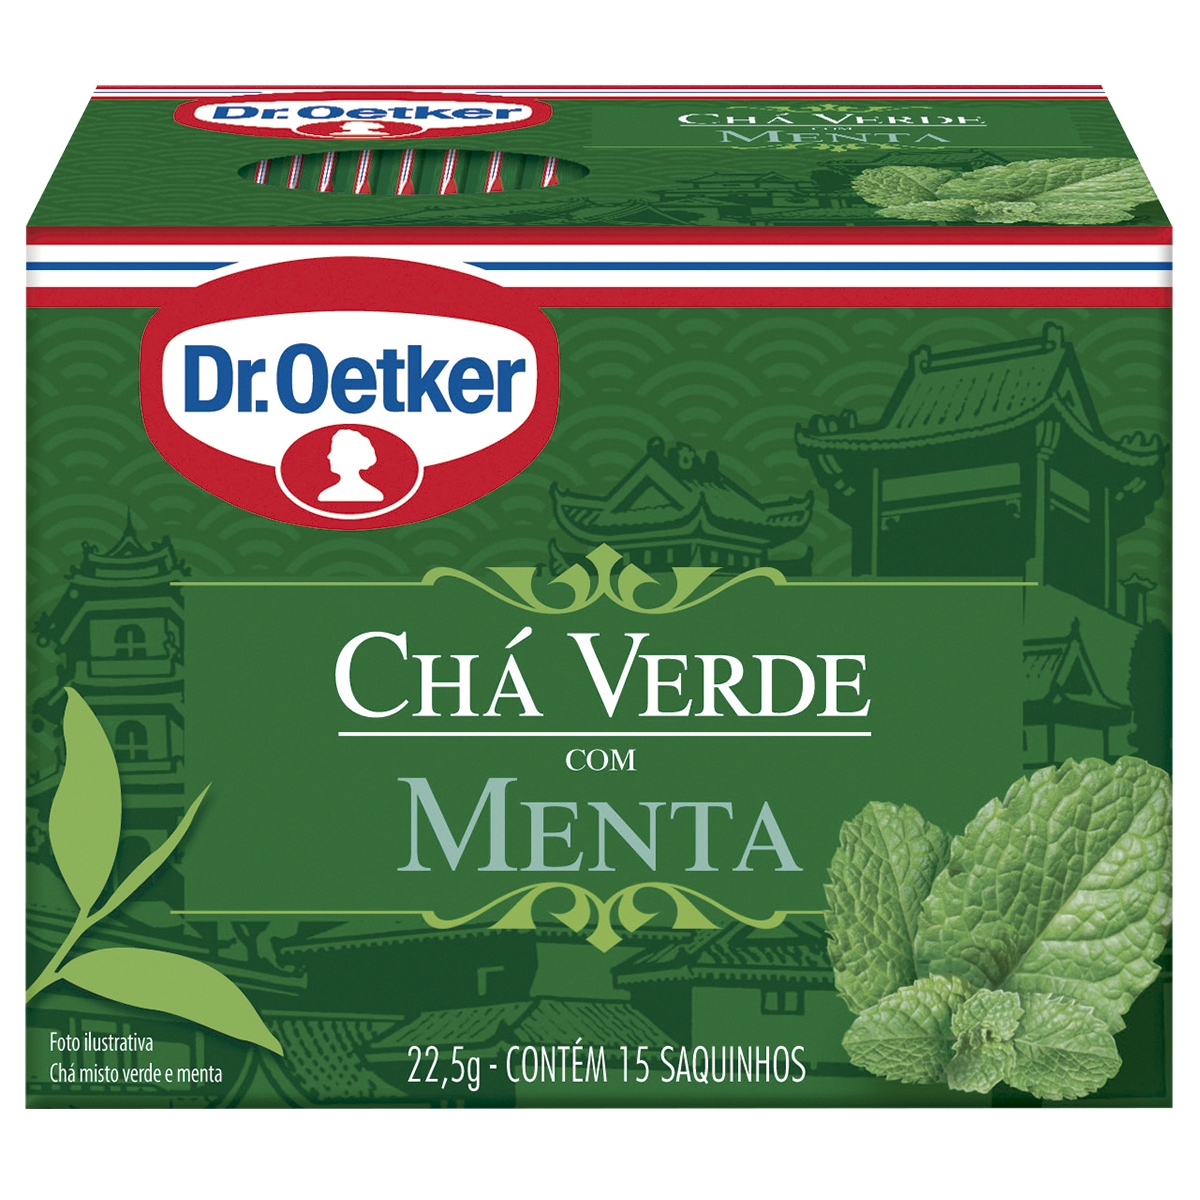 Dr. Oetker
CHÁ VERDE
COM
MENTA
Dr. Oetker
CHÁ VERDE
COM
MENTA
Foto ilustrativa
Chá misto verde e menta
22,5g - CONTÉM 15 SAQUINHOS